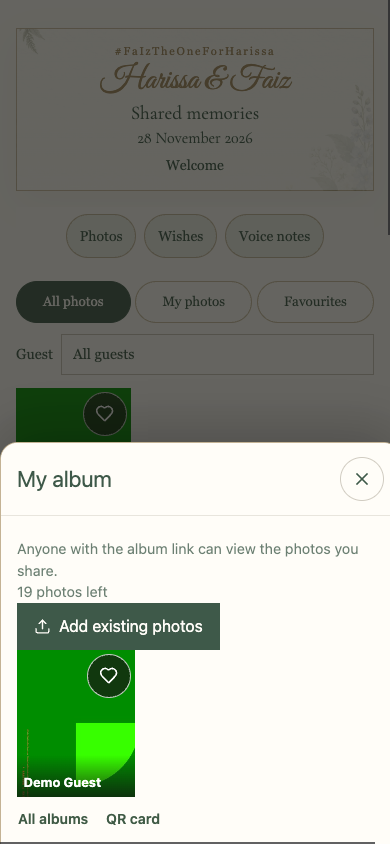 #FaIzTheOneForHarissa
Harissa & Faiz
Shared memories
28 November 2026
Welcome
Photos Wishes Voice notes
All photos My photos Favourites
Guest All guests
My album
Anyone with the album link can view the photos you
share.
19 photos left
Add existing photos
Demo Guest
All albums QR card